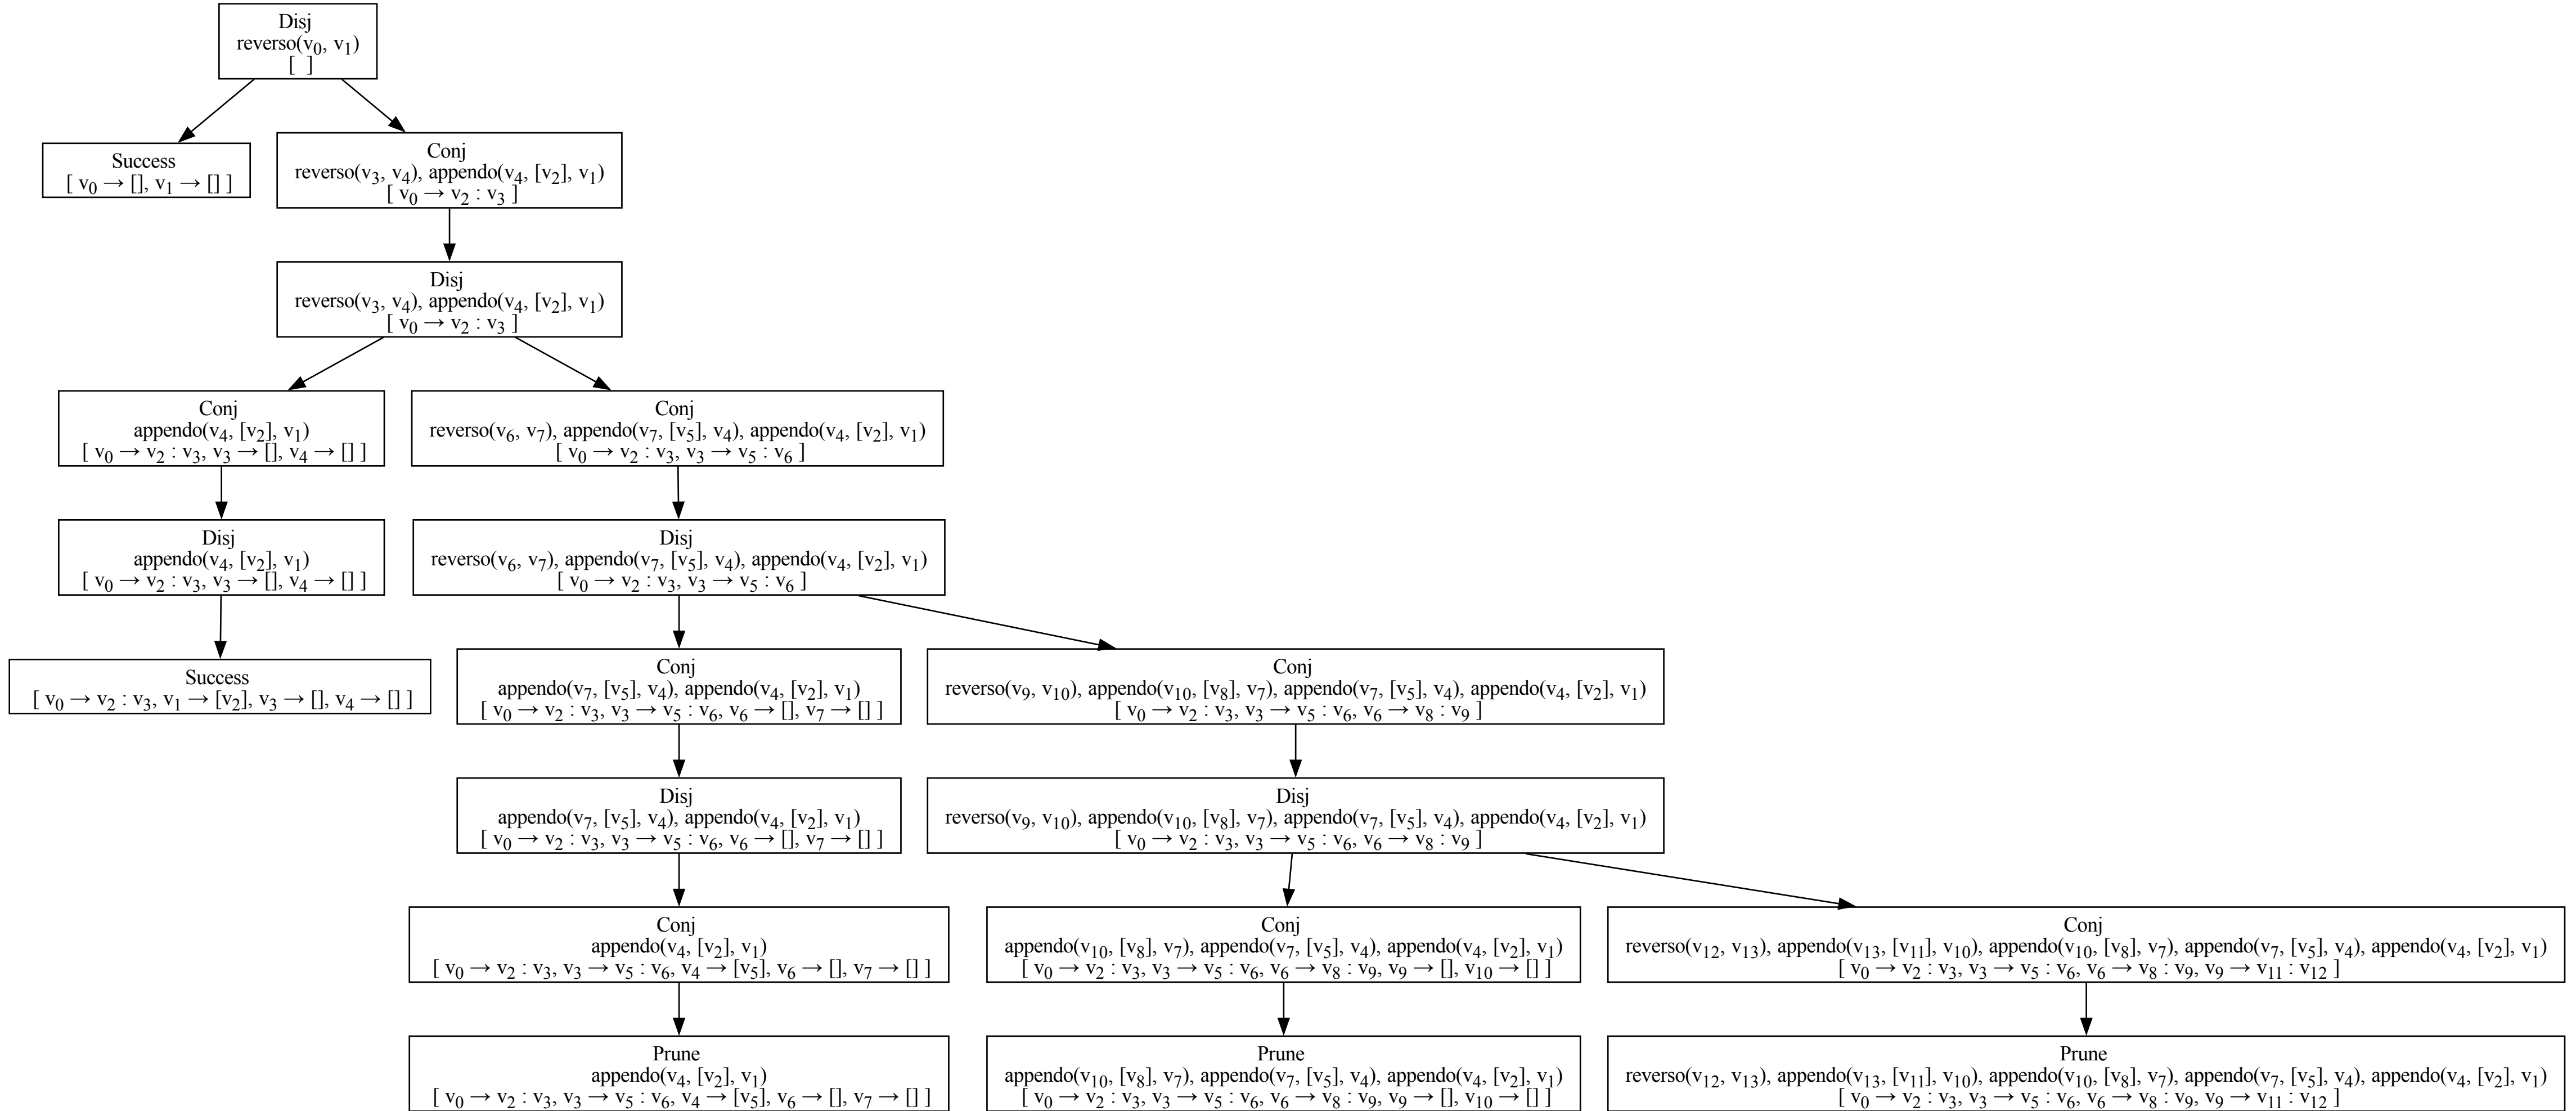 Disj
reverso(v₀, v₁)
[ ]
Success
[ v₀ → [], v₁ → [] ]
Conj
reverso(v₃, v₄), appendo(v₄, [v₂], v₁)
[ v₀ → v₂ : v₃ ]
Disj
reverso(v₃, v₄), appendo(v₄, [v₂], v₁)
[ v₀ → v₂ : v₃ ]
Conj
appendo(v₄, [v₂], v₁)
[ v₀ → v₂ : v₃, v₃ → [], v₄ → [] ]
Conj
reverso(v₆, v₇), appendo(v₇, [v₅], v₄), appendo(v₄, [v₂], v₁)
[ v₀ → v₂ : v₃, v₃ → v₅ : v₆ ]
Disj
appendo(v₄, [v₂], v₁)
[ v₀ → v₂ : v₃, v₃ → [], v₄ → [] ]
Disj
reverso(v₆, v₇), appendo(v₇, [v₅], v₄), appendo(v₄, [v₂], v₁)
[ v₀ → v₂ : v₃, v₃ → v₅ : v₆ ]
Success
[ v₀ → v₂ : v₃, v₁ → [v₂], v₃ → [], v₄ → [] ]
Conj
appendo(v₇, [v₅], v₄), appendo(v₄, [v₂], v₁)
[ v₀ → v₂ : v₃, v₃ → v₅ : v₆, v₆ → [], v₇ → [] ]
Conj
reverso(v₉, v₁₀), appendo(v₁₀, [v₈], v₇), appendo(v₇, [v₅], v₄), appendo(v₄, [v₂], v₁)
[ v₀ → v₂ : v₃, v₃ → v₅ : v₆, v₆ → v₈ : v₉ ]
Disj
appendo(v₇, [v₅], v₄), appendo(v₄, [v₂], v₁)
[ v₀ → v₂ : v₃, v₃ → v₅ : v₆, v₆ → [], v₇ → [] ]
Disj
reverso(v₉, v₁₀), appendo(v₁₀, [v₈], v₇), appendo(v₇, [v₅], v₄), appendo(v₄, [v₂], v₁)
[ v₀ → v₂ : v₃, v₃ → v₅ : v₆, v₆ → v₈ : v₉ ]
Conj
appendo(v₄, [v₂], v₁)
[ v₀ → v₂ : v₃, v₃ → v₅ : v₆, v₄ → [v₅], v₆ → [], v₇ → [] ]
Conj
appendo(v₁₀, [v₈], v₇), appendo(v₇, [v₅], v₄), appendo(v₄, [v₂], v₁)
[ v₀ → v₂ : v₃, v₃ → v₅ : v₆, v₆ → v₈ : v₉, v₉ → [], v₁₀ → [] ]
Conj
reverso(v₁₂, v₁₃), appendo(v₁₃, [v₁₁], v₁₀), appendo(v₁₀, [v₈], v₇), appendo(v₇, [v₅], v₄), appendo(v₄, [v₂], v₁)
[ v₀ → v₂ : v₃, v₃ → v₅ : v₆, v₆ → v₈ : v₉, v₉ → v₁₁ : v₁₂ ]
Prune
appendo(v₄, [v₂], v₁)
[ v₀ → v₂ : v₃, v₃ → v₅ : v₆, v₄ → [v₅], v₆ → [], v₇ → [] ]
Prune
appendo(v₁₀, [v₈], v₇), appendo(v₇, [v₅], v₄), appendo(v₄, [v₂], v₁)
[ v₀ → v₂ : v₃, v₃ → v₅ : v₆, v₆ → v₈ : v₉, v₉ → [], v₁₀ → [] ]
Prune
reverso(v₁₂, v₁₃), appendo(v₁₃, [v₁₁], v₁₀), appendo(v₁₀, [v₈], v₇), appendo(v₇, [v₅], v₄), appendo(v₄, [v₂], v₁)
[ v₀ → v₂ : v₃, v₃ → v₅ : v₆, v₆ → v₈ : v₉, v₉ → v₁₁ : v₁₂ ]